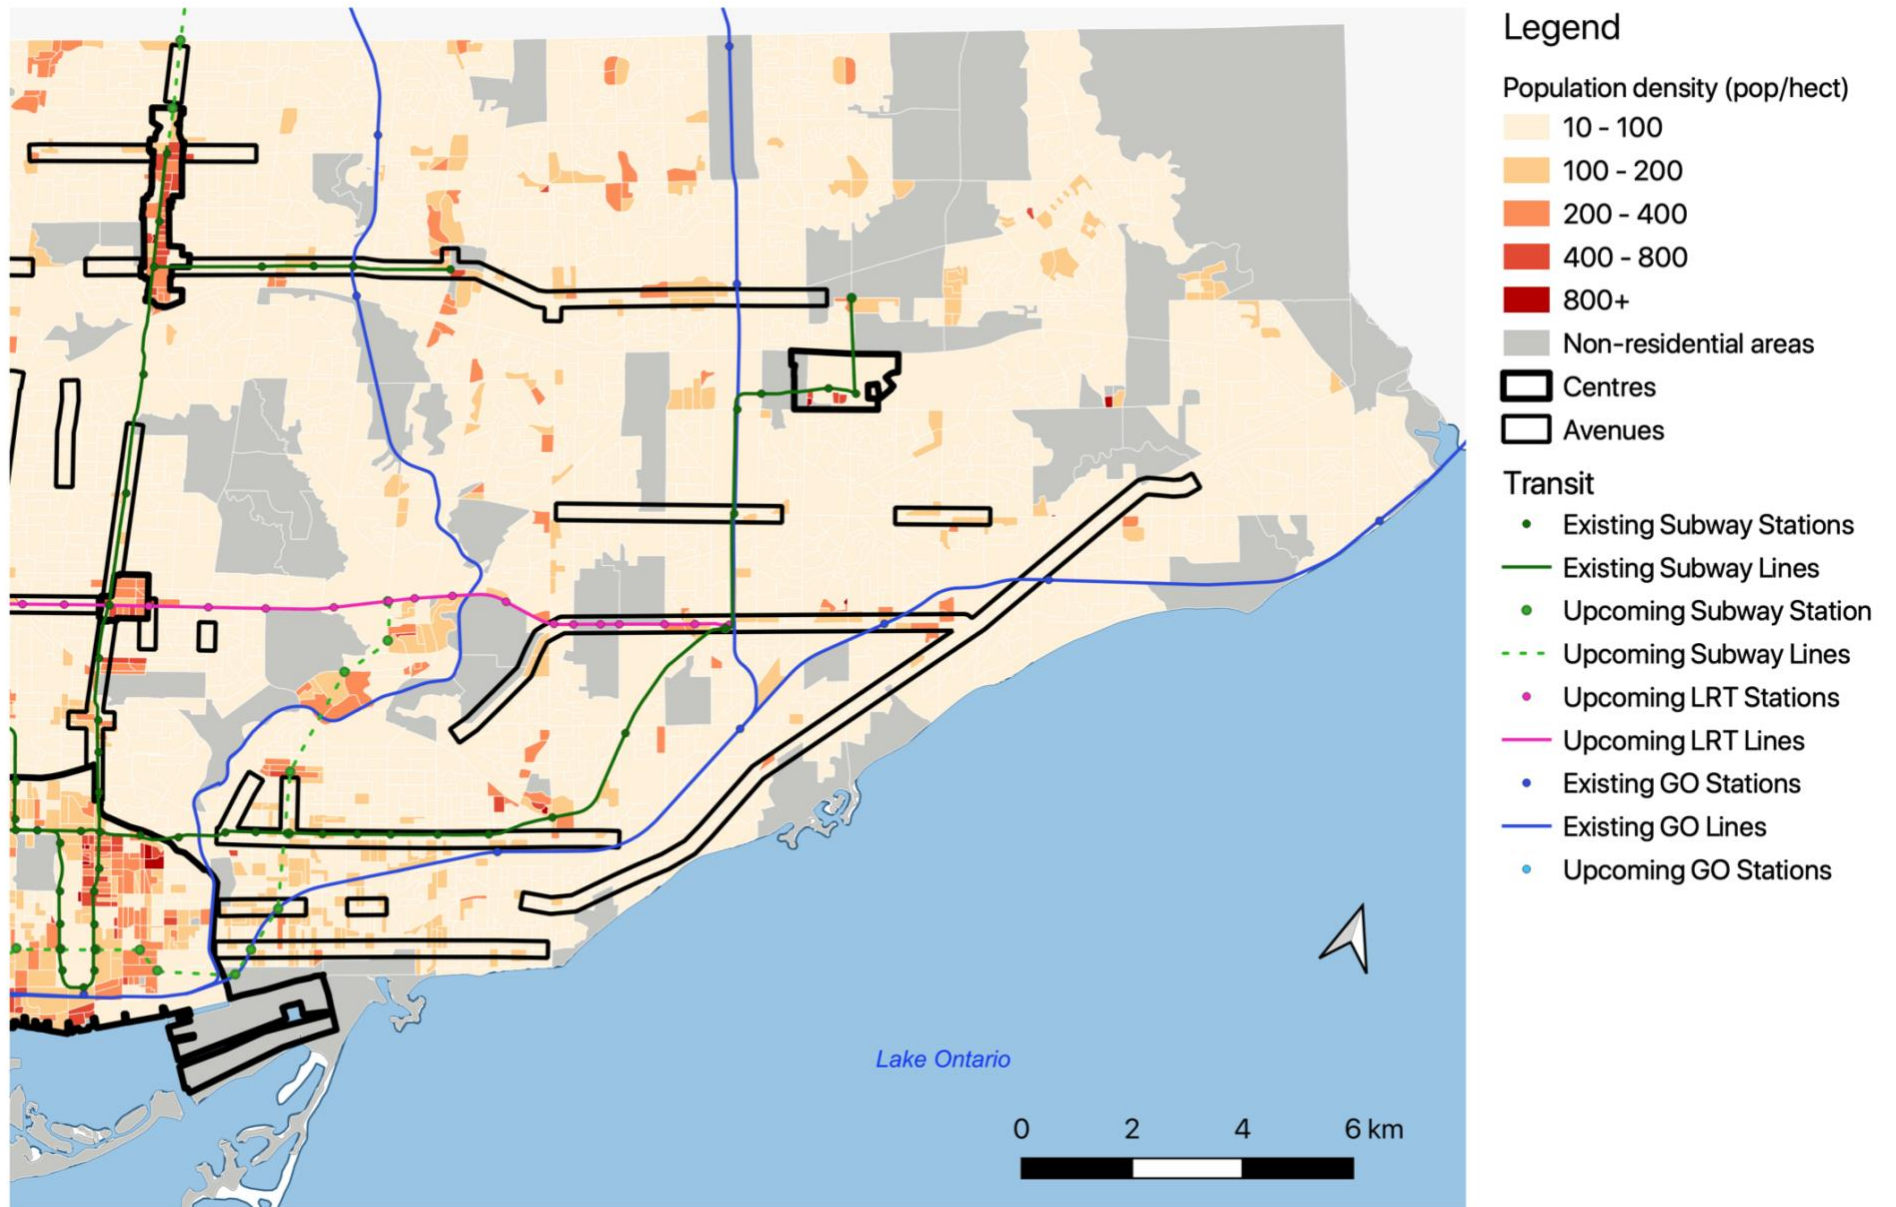 Legend
Population density (pop/hect)
10 - 100
100 - 200
200 - 400
400 - 800
800+
Non-residential areas
Centres
Avenues
Transit
Existing Subway Stations
Existing Subway Lines
Upcoming Subway Station
Upcoming Subway Lines
Upcoming LRT Stations
Upcoming LRT Lines
Existing GO Stations
Existing GO Lines
Upcoming GO Stations
Lake Ontario
0 2 4 6 km